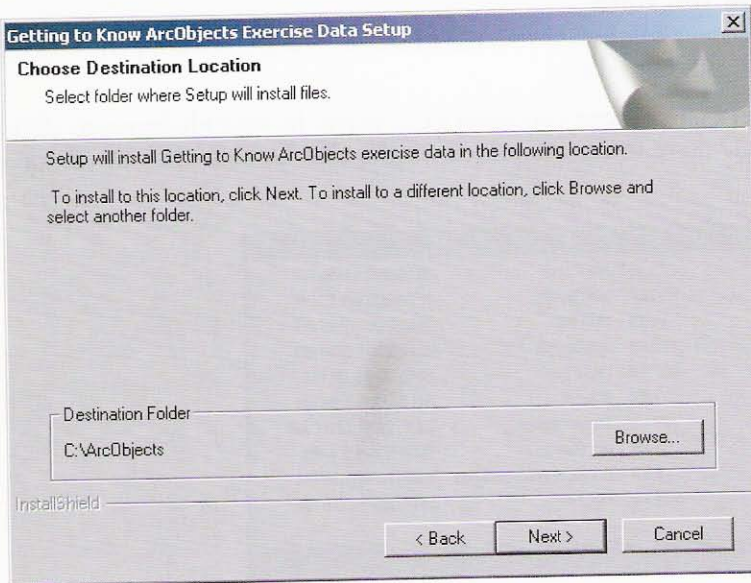 Getting to Know ArcObjects Exercise Data Setup
Choose Destination Location
Select folder where Setup will install files.
Setup will install Getting to Know ArcObjects exercise data in the following location.
To install to this location, click Next. To install to a different location, click Browse and
select another folder.
Destination Folder
C:\ArcObjects
Browse...
InstallShield
< Back
Next >
Cancel